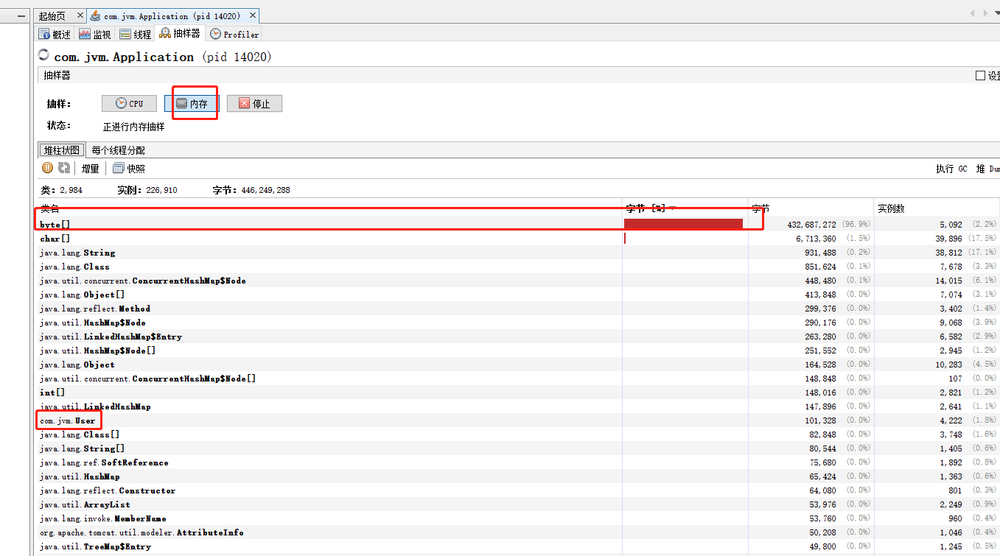 起始页 com.jvm.Application (pid 14020)
概述 监视 线程 抽样器 Profiler
com.jvm.Application (pid 14020)
抽样器 设置
抽样: CPU 内存 停止
状态: 正进行内存抽样
堆柱状图 每个线程分配
增量 快照 执行 GC 堆 Dum
类: 2,984 实例: 226,910 字节: 446,249,288
类名 字节 [%] 字节 实例数
byte[] 432,687,272 (96.9%) 5,092 (2.2%)
char[] 6,713,360 (1.5%) 39,896 (17.5%)
java.lang.String 931,488 (0.2%) 38,812 (17.1%)
java.lang.Class 851,624 (0.1%) 7,678 (3.3%)
java.util.concurrent.ConcurrentHashMap$Node 448,480 (0.1%) 14,015 (6.1%)
java.lang.Object[] 413,848 (0.0%) 7,074 (3.1%)
java.lang.reflect.Method 299,376 (0.0%) 3,402 (1.4%)
java.util.HashMap$Node 290,176 (0.0%) 9,068 (3.9%)
java.util.LinkedHashMap$Entry 263,280 (0.0%) 6,582 (2.9%)
java.util.HashMap$Node[] 251,552 (0.0%) 2,945 (1.2%)
java.lang.Object 164,528 (0.0%) 10,283 (4.5%)
java.util.concurrent.ConcurrentHashMap$Node[] 148,848 (0.0%) 107 (0.0%)
int[] 148,016 (0.0%) 2,821 (1.2%)
java.util.LinkedHashMap 147,896 (0.0%) 2,641 (1.1%)
com.jvm.User 101,328 (0.0%) 4,222 (1.8%)
java.lang.Class[] 82,848 (0.0%) 3,748 (1.6%)
java.lang.String[] 80,544 (0.0%) 1,405 (0.6%)
java.lang.ref.SoftReference 75,680 (0.0%) 1,892 (0.8%)
java.util.HashMap 65,424 (0.0%) 1,363 (0.6%)
java.lang.reflect.Constructor 64,080 (0.0%) 801 (0.3%)
java.util.ArrayList 53,976 (0.0%) 2,249 (0.9%)
java.lang.invoke.MemberName 53,760 (0.0%) 960 (0.4%)
org.apache.tomcat.util.modeler.AttributeInfo 50,208 (0.0%) 1,046 (0.4%)
java.util.TreeMap$Entry 49,800 (0.0%) 1,245 (0.5%)